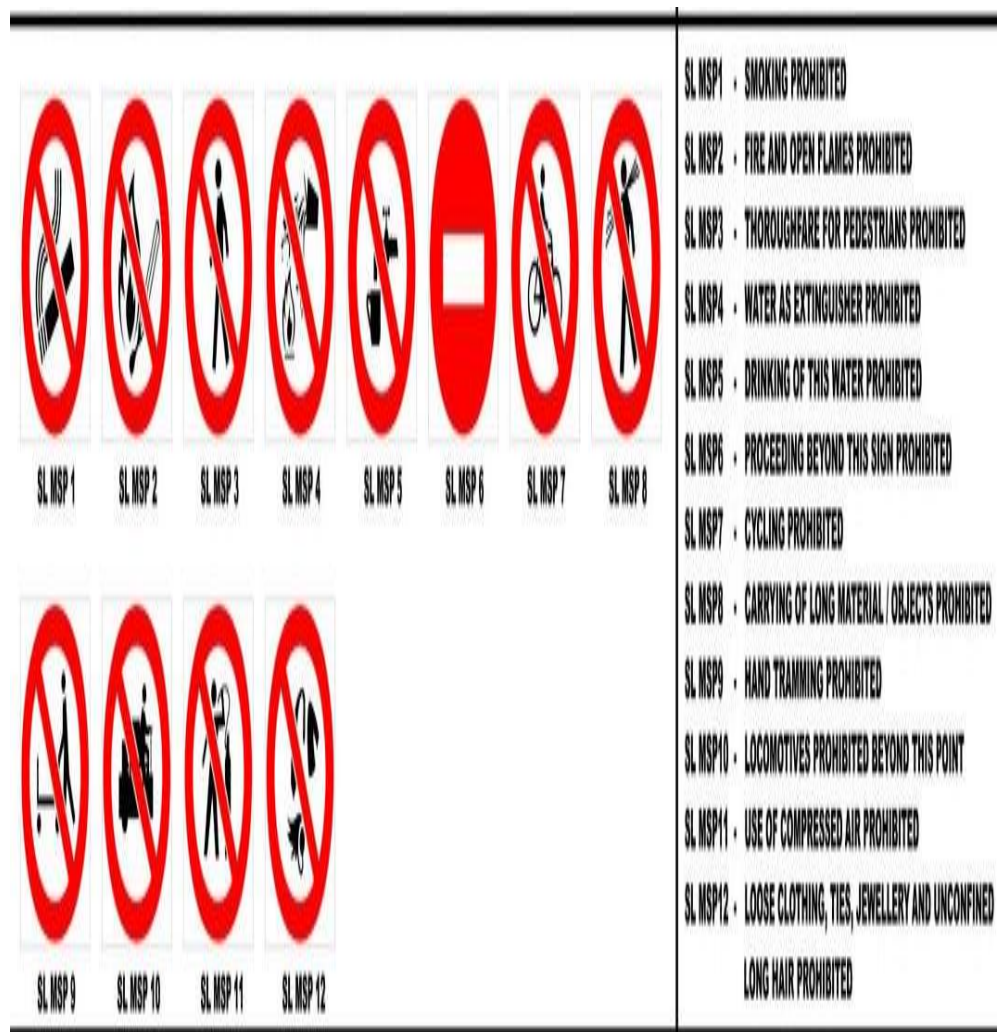 SL MSP 1 SL MSP 2 SL MSP 3 SL MSP 4 SL MSP 5 SL MSP 6 SL MSP 7 SL MSP 8
SL MSP 9 SL MSP 10 SL MSP 11 SL MSP 12
SL MSP1 - SMOKING PROHIBITED
SL MSP2 - FIRE AND OPEN FLAMES PROHIBITED
SL MSP3 - THOROUGHFARE FOR PEDESTRIANS PROHIBITED
SL MSP4 - WATER AS EXTINGUISHER PROHIBITED
SL MSP5 - DRINKING OF THIS WATER PROHIBITED
SL MSP6 - PROCEEDING BEYOND THIS SIGN PROHIBITED
SL MSP7 - CYCLING PROHIBITED
SL MSP8 - CARRYING OF LONG MATERIAL / OBJECTS PROHIBITED
SL MSP9 - HAND TRAMMING PROHIBITED
SL MSP10 - LOCOMOTIVES PROHIBITED BEYOND THIS POINT
SL MSP11 - USE OF COMPRESSED AIR PROHIBITED
SL MSP12 - LOOSE CLOTHING, TIES, JEWELLERY AND UNCONFINED
LONG HAIR PROHIBITED